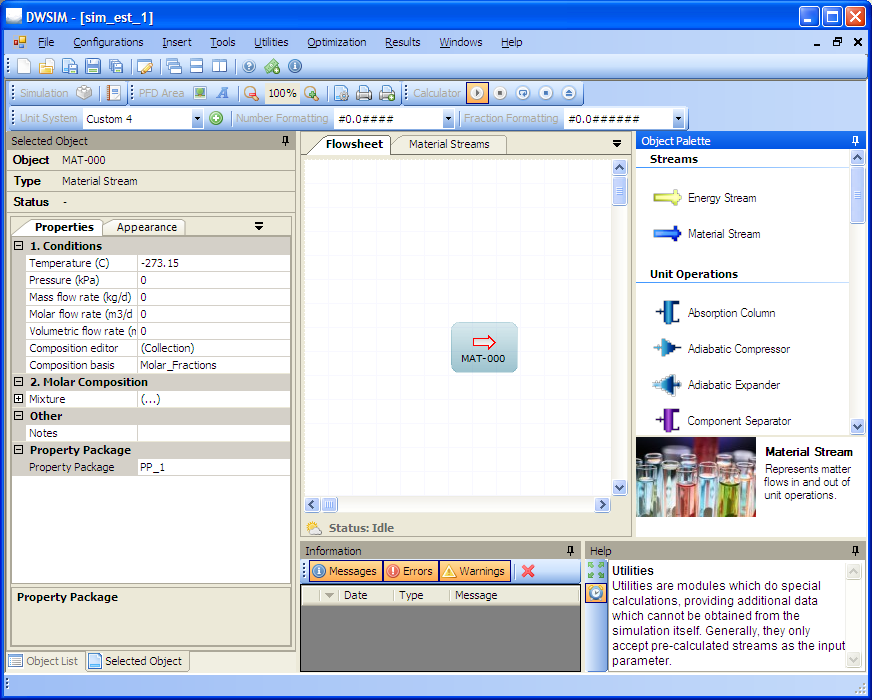 DWSIM - [sim_est_1]
File Configurations Insert Tools Utilities Optimization Results Windows Help
Simulation PFD Area 100% Calculator
Unit System Custom 4 Number Formatting #0.0#### Fraction Formatting #0.0######
Selected Object
Object MAT-000
Type Material Stream
Status -
Properties Appearance
1. Conditions
Temperature (C) -273.15
Pressure (kPa) 0
Mass flow rate (kg/d) 0
Molar flow rate (m3/d 0
Volumetric flow rate (n 0
Composition editor (Collection)
Composition basis Molar_Fractions
2. Molar Composition
Mixture (...)
Other
Notes
Property Package
Property Package PP_1
Property Package
Object List Selected Object
Flowsheet Material Streams
MAT-000
Status: Idle
Information
Messages Errors Warnings
Date Type Message
Object Palette
Streams
Energy Stream
Material Stream
Unit Operations
Absorption Column
Adiabatic Compressor
Adiabatic Expander
Component Separator
Material Stream
Represents matter
flows in and out of
unit operations.
Help
Utilities
Utilities are modules which do special
calculations, providing additional data
which cannot be obtained from the
simulation itself. Generally, they only
accept pre-calculated streams as the input
parameter.